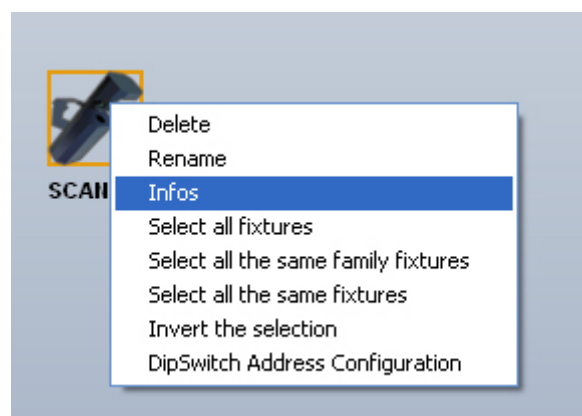 SCAN
Delete
Rename
Infos
Select all fixtures
Select all the same family fixtures
Select all the same fixtures
Invert the selection
DipSwitch Address Configuration